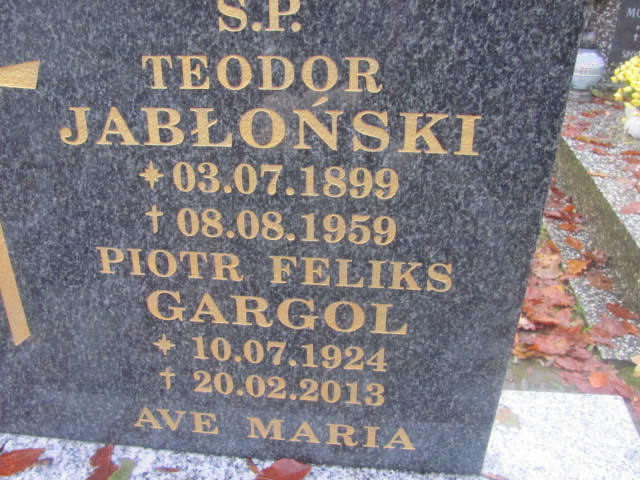 S.P.
TEODOR
JABŁOŃSKI
* 03.07.1899
† 08.08.1959
PIOTR FELIKS
GARGOL
* 10.07.1924
† 20.02.2013
AVE MARIA